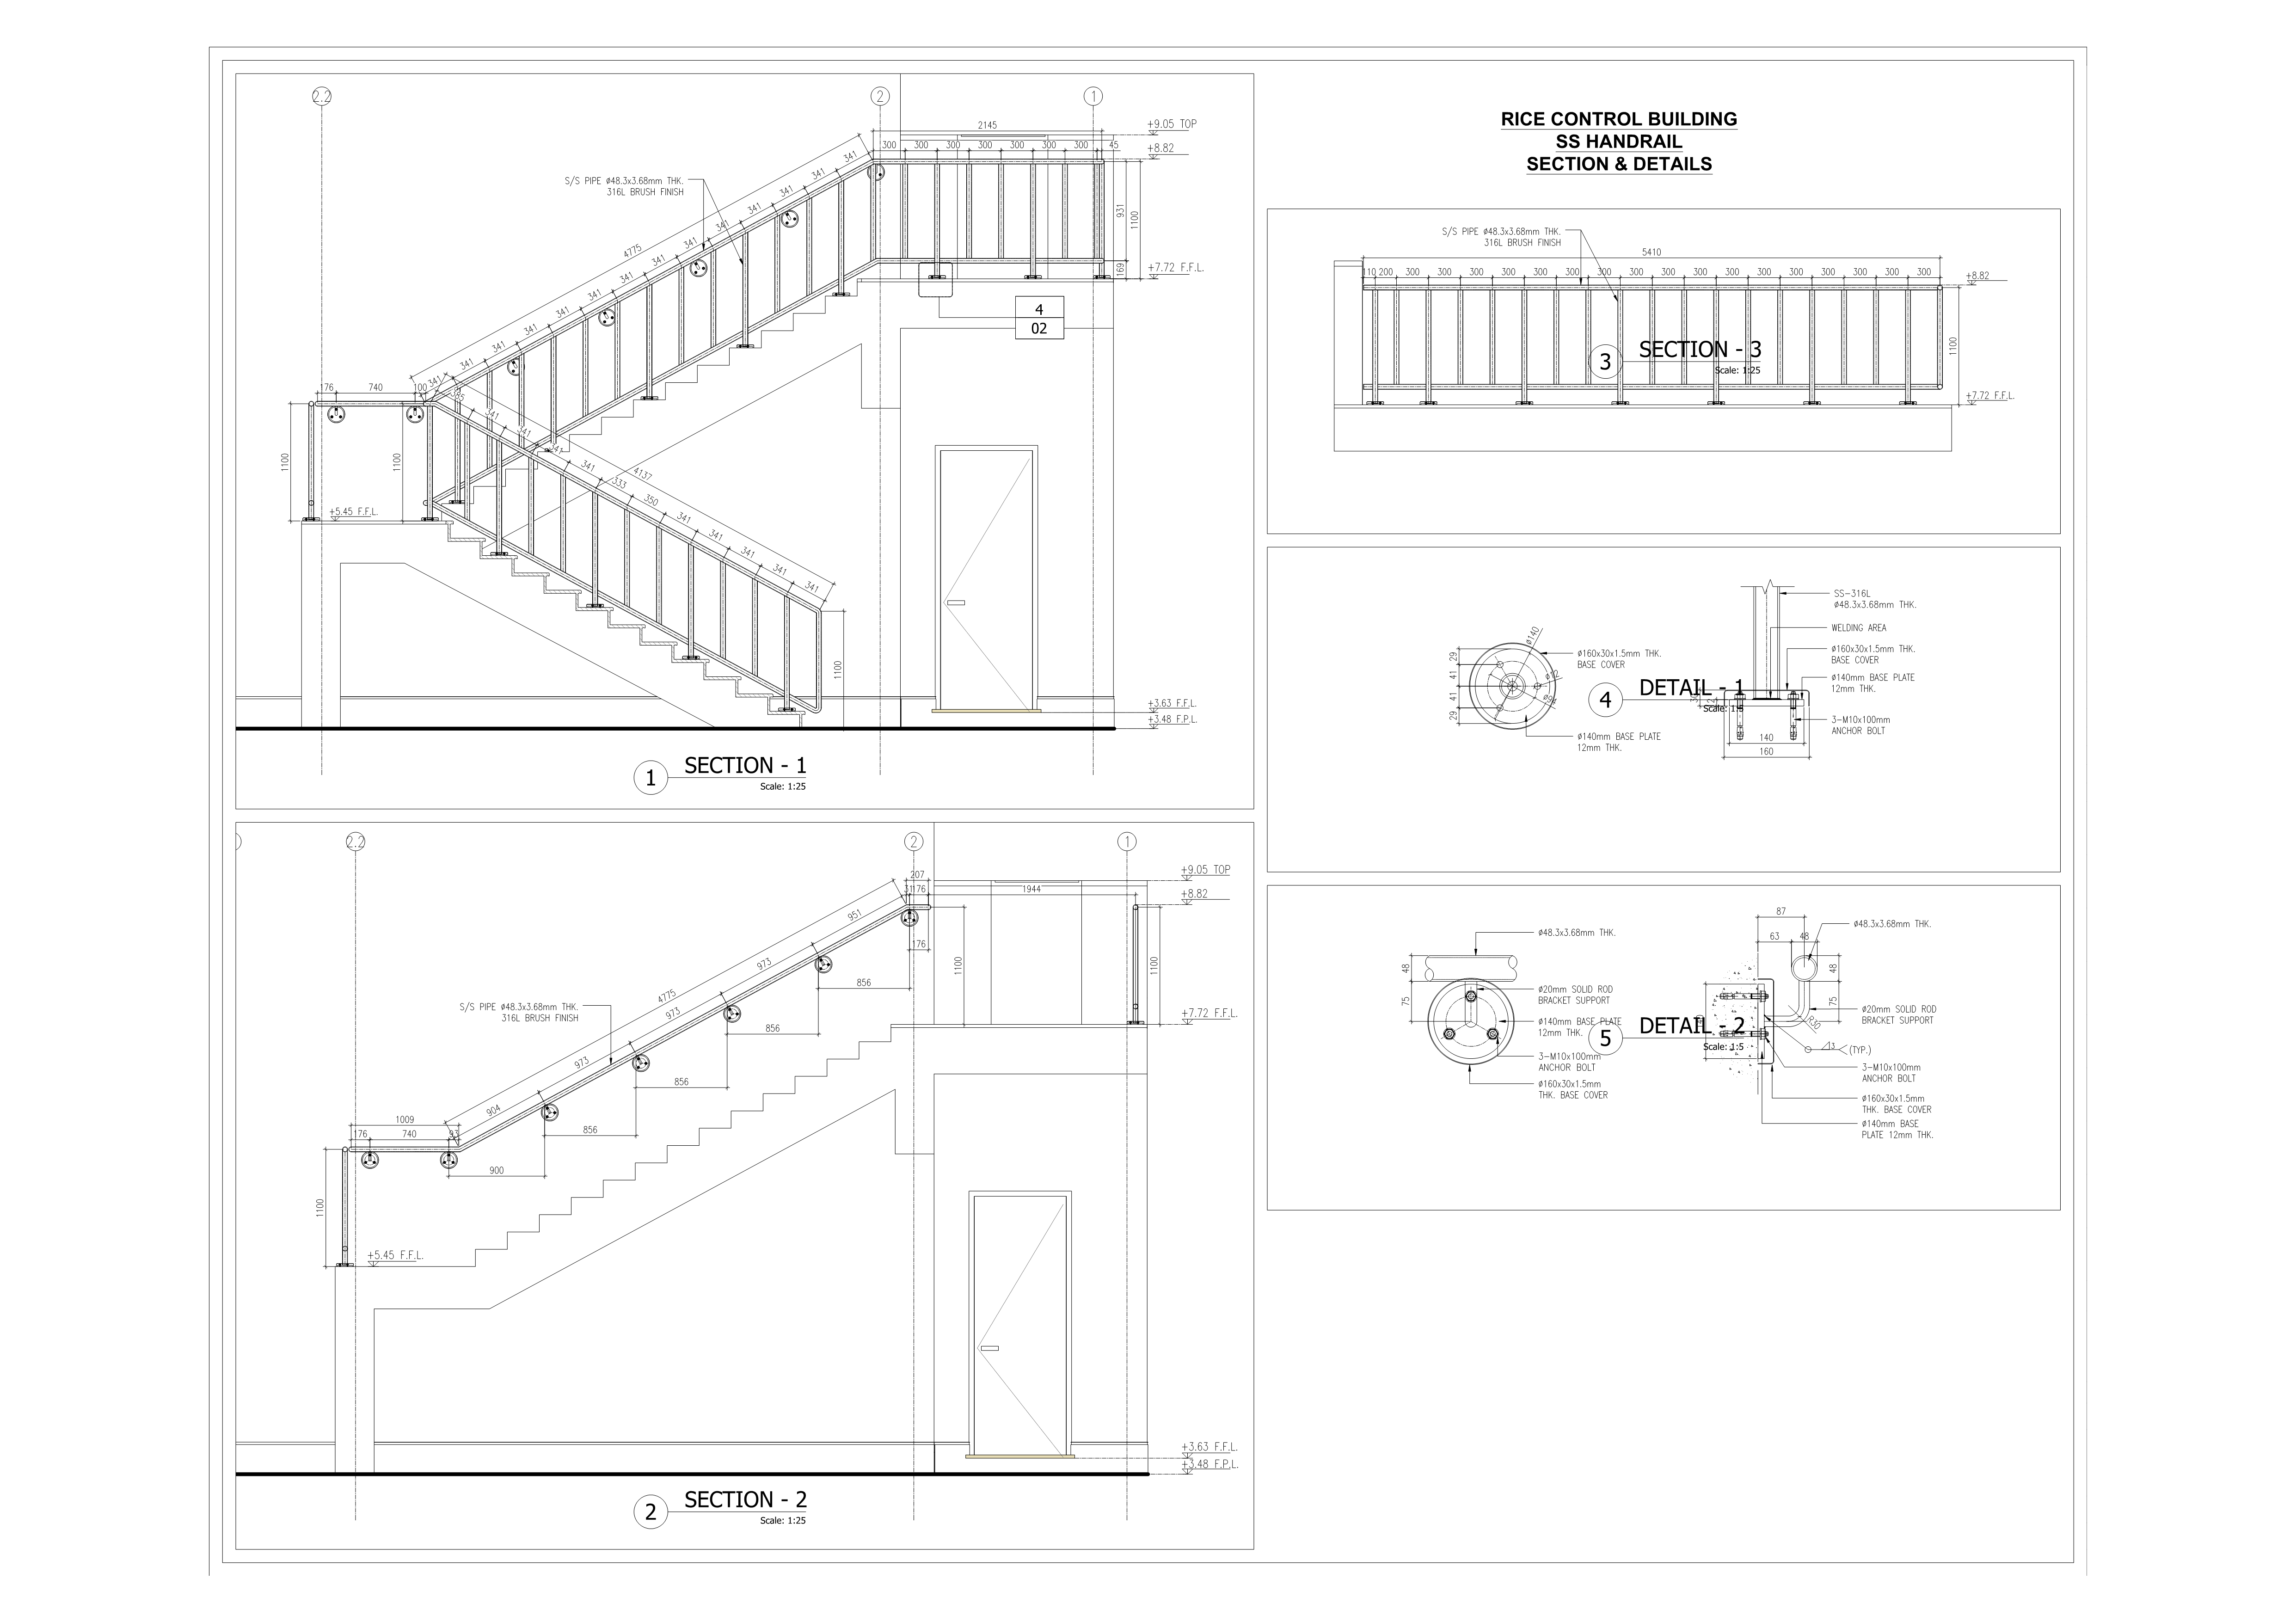 RICE CONTROL BUILDING
SS HANDRAIL
SECTION & DETAILS
2.2
2
1
+9.05 TOP
2145
+8.82
300 300 300 300 300 300 300 45
S/S PIPE ø48.3x3.68mm THK.
316L BRUSH FINISH
4775
341 341 341 341 341 341 341 341 341 341 341 341 341 341
931
1100
169
+7.72 F.F.L.
4
02
176 740 100
385 341 341 341 341 333 350 341 341 341 341 341
4137
1100
1100
+5.45 F.F.L.
1100
+3.63 F.F.L.
+3.48 F.P.L.
1
SECTION - 1
Scale: 1:25
2.2
2
1
+9.05 TOP
207
31 176 1944
+8.82
951
973
973
973
904
4775
176
1100
1100
856
856
856
856
900
S/S PIPE ø48.3x3.68mm THK.
316L BRUSH FINISH
+7.72 F.F.L.
1009
176 740 93
1100
+5.45 F.F.L.
+3.63 F.F.L.
+3.48 F.P.L.
2
SECTION - 2
Scale: 1:25
S/S PIPE ø48.3x3.68mm THK.
316L BRUSH FINISH
5410
110 200 300 300 300 300 300 300 300 300 300 300 300 300 300 300 300 300 300
+8.82
1100
+7.72 F.F.L.
3
SECTION - 3
Scale: 1:25
SS-316L
ø48.3x3.68mm THK.
WELDING AREA
ø160x30x1.5mm THK.
BASE COVER
ø140mm BASE PLATE
12mm THK.
3-M10x100mm
ANCHOR BOLT
140
160
ø140
ø160x30x1.5mm THK.
BASE COVER
29
41
41
29
ø12
ø94
ø140mm BASE PLATE
12mm THK.
4
DETAIL - 1
87
63 48
ø48.3x3.68mm THK.
48
75
ø20mm SOLID ROD
BRACKET SUPPORT
R30
3 (TYP.)
3-M10x100mm
ANCHOR BOLT
ø160x30x1.5mm
THK. BASE COVER
ø140mm BASE
PLATE 12mm THK.
ø48.3x3.68mm THK.
48
75
ø20mm SOLID ROD
BRACKET SUPPORT
ø140mm BASE PLATE
12mm THK.
3-M10x100mm
ANCHOR BOLT
ø160x30x1.5mm
THK. BASE COVER
5
DETAIL - 2
Scale: 1:5